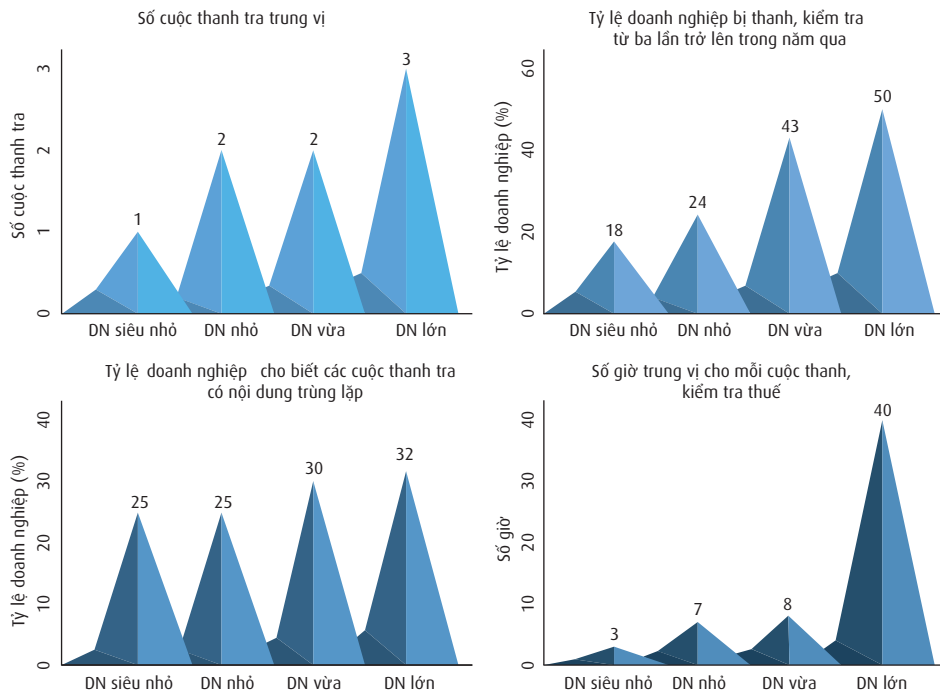 Số cuộc thanh tra trung vị
Số cuộc thanh tra
3
2
1
0
1
2
2
3
DN siêu nhỏ
DN nhỏ
DN vừa
DN lớn
Tỷ lệ doanh nghiệp bị thanh, kiểm tra
từ ba lần trở lên trong năm qua
Tỷ lệ doanh nghiệp (%)
60
40
20
0
18
24
43
50
DN siêu nhỏ
DN nhỏ
DN vừa
DN lớn
Tỷ lệ doanh nghiệp cho biết các cuộc thanh tra
có nội dung trùng lặp
Tỷ lệ doanh nghiệp (%)
40
30
20
10
0
25
25
30
32
DN siêu nhỏ
DN nhỏ
DN vừa
DN lớn
Số giờ trung vị cho mỗi cuộc thanh,
kiểm tra thuế
Số giờ
40
30
20
10
0
3
7
8
40
DN siêu nhỏ
DN nhỏ
DN vừa
DN lớn